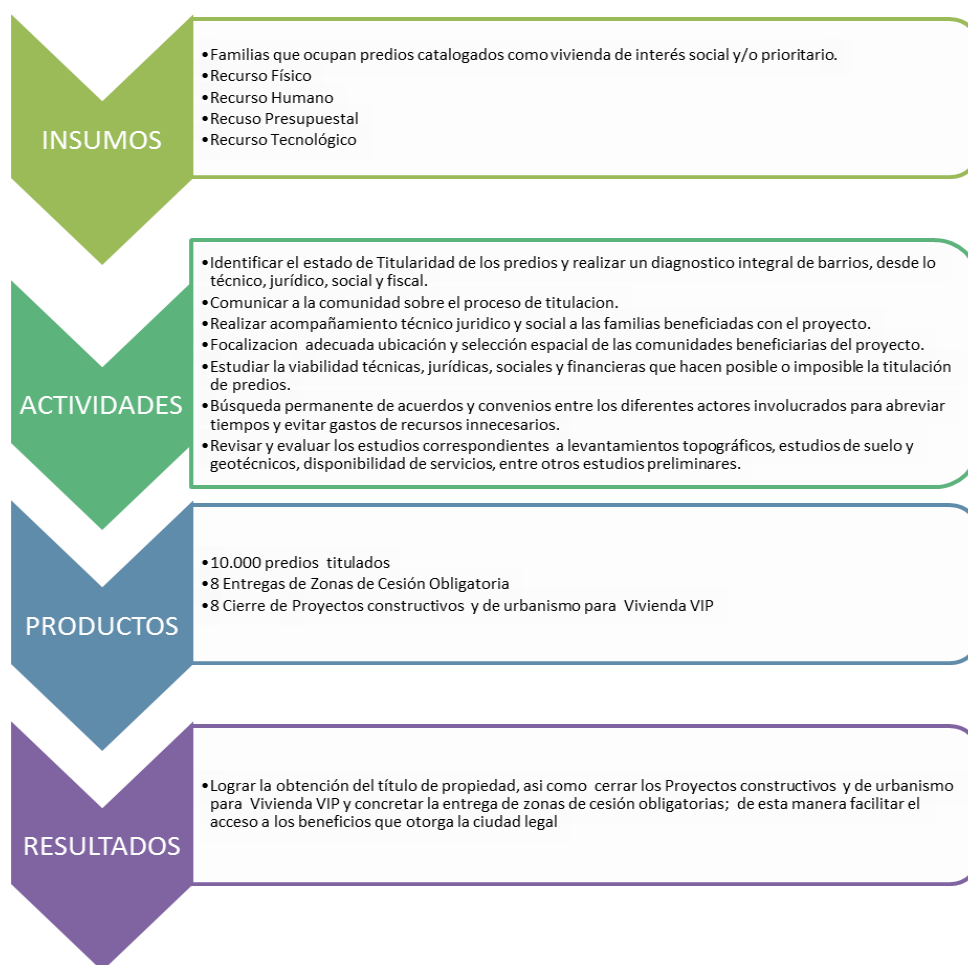 INSUMOS
•Familias que ocupan predios catalogados como vivienda de interés social y/o prioritario.
•Recurso Físico
•Recurso Humano
•Recuso Presupuestal
•Recurso Tecnológico
ACTIVIDADES
•Identificar el estado de Titularidad de los predios y realizar un diagnostico integral de barrios, desde lo
técnico, jurídico, social y fiscal.
•Comunicar a la comunidad sobre el proceso de titulacion.
•Realizar acompañamiento técnico juridico y social a las familias beneficiadas con el proyecto.
•Focalizacion adecuada ubicación y selección espacial de las comunidades beneficiarias del proyecto.
•Estudiar la viabilidad técnicas, jurídicas, sociales y financieras que hacen posible o imposible la titulación
de predios.
•Búsqueda permanente de acuerdos y convenios entre los diferentes actores involucrados para abreviar
tiempos y evitar gastos de recursos innecesarios.
•Revisar y evaluar los estudios correspondientes a levantamientos topográficos, estudios de suelo y
geotécnicos, disponibilidad de servicios, entre otros estudios preliminares.
PRODUCTOS
•10.000 predios titulados
•8 Entregas de Zonas de Cesión Obligatoria
•8 Cierre de Proyectos constructivos y de urbanismo para Vivienda VIP
RESULTADOS
•Lograr la obtención del título de propiedad, asi como cerrar los Proyectos constructivos y de urbanismo
para Vivienda VIP y concretar la entrega de zonas de cesión obligatorias; de esta manera facilitar el
acceso a los beneficios que otorga la ciudad legal